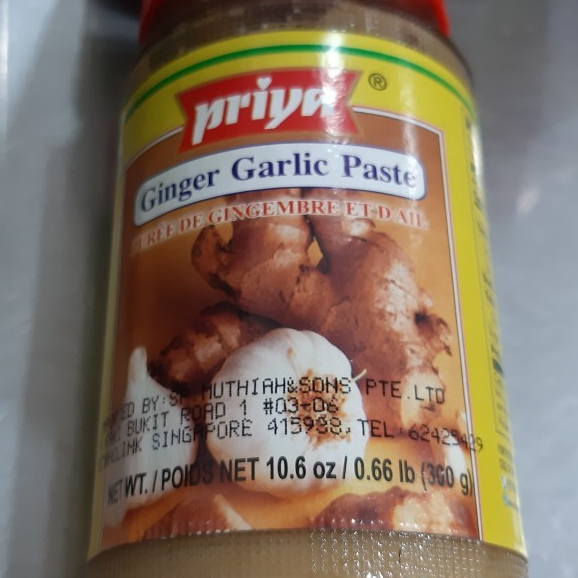 priya ®
Ginger Garlic Paste
PURÉE DE GINGEMBRE ET D'AIL
BY: MUTHIAH&SONS PTE.LTD
BUKIT ROAD 1 #03-06
SINGAPORE 415938, TEL:
NET WT. / POIDS NET 10.6 oz / 0.66 lb (300 g)